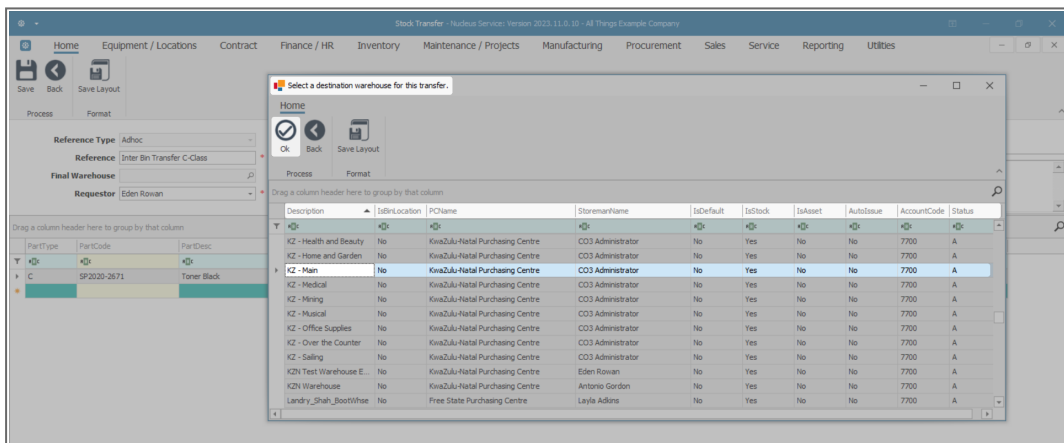 Stock Transfer - Nucleus Service: Version 2023.11.0.10 - All Things Example Company
Home Equipment / Locations Contract Finance / HR Inventory Maintenance / Projects Manufacturing Procurement Sales Service Reporting Utilities
Save Back Save Layout
Process Format
Reference Type Adhoc
Reference Inter Bin Transfer C-Class *
Final Warehouse
Requestor Eden Rowan *
Drag a column header here to group by that column
PartType PartCode PartDesc
C SP2020-2671 Toner Black
Select a destination warehouse for this transfer.
Home
Ok Back Save Layout
Process Format
Drag a column header here to group by that column
Description IsBinLocation PCName StoremanName IsDefault IsStock IsAsset AutoIssue AccountCode Status
KZ - Health and Beauty No KwaZulu-Natal Purchasing Centre CO3 Administrator No Yes No No 7700 A
KZ - Home and Garden No KwaZulu-Natal Purchasing Centre CO3 Administrator No Yes No No 7700 A
KZ - Main No KwaZulu-Natal Purchasing Centre CO3 Administrator No Yes No No 7700 A
KZ - Medical No KwaZulu-Natal Purchasing Centre CO3 Administrator No Yes No No 7700 A
KZ - Mining No KwaZulu-Natal Purchasing Centre CO3 Administrator No Yes No No 7700 A
KZ - Musical No KwaZulu-Natal Purchasing Centre CO3 Administrator No Yes No No 7700 A
KZ - Office Supplies No KwaZulu-Natal Purchasing Centre CO3 Administrator No Yes No No 7700 A
KZ - Over the Counter No KwaZulu-Natal Purchasing Centre CO3 Administrator No Yes No No 7700 A
KZ - Sailing No KwaZulu-Natal Purchasing Centre CO3 Administrator No Yes No No 7700 A
KZN Test Warehouse E... No KwaZulu-Natal Purchasing Centre Eden Rowan No Yes No No 7700 A
KZN Warehouse No KwaZulu-Natal Purchasing Centre Antonio Gordon No Yes No No 7700 A
Landry_Shah_BootWhse No Free State Purchasing Centre Layla Adkins No Yes No No 7700 A